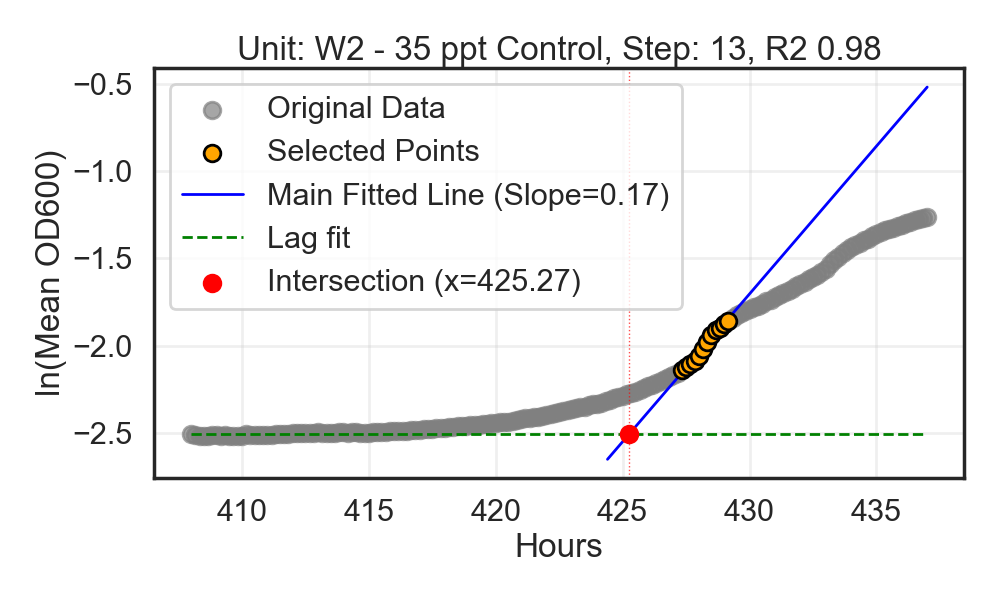 Unit: W2 - 35 ppt Control, Step: 13, R2 0.98
Original Data
Selected Points
Main Fitted Line (Slope=0.17)
Lag fit
Intersection (x=425.27)
ln(Mean OD600)
−0.5
−1.0
−1.5
−2.0
−2.5
410 415 420 425 430 435
Hours